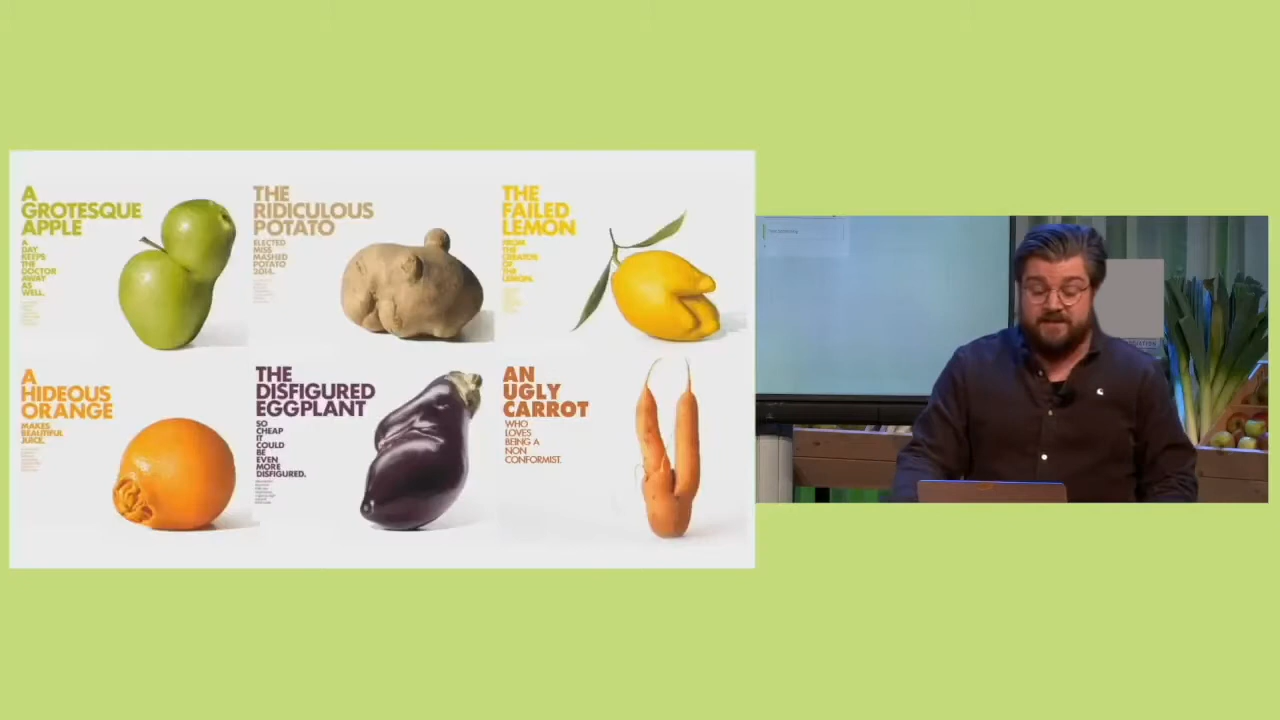 A
GROTESQUE
APPLE
A
DAY
KEEPS
THE
DOCTOR
AWAY
AS
WELL.
THE
RIDICULOUS
POTATO
ELECTED
MISS
MASHED
POTATO
2014.
THE
FAILED
LEMON
FROM
THE
CREATOR
OF
THE
LEMON.
A
HIDEOUS
ORANGE
MAKES
BEAUTIFUL
JUICE.
THE
DISFIGURED
EGGPLANT
SO
CHEAP
IT
COULD
BE
EVEN
MORE
DISFIGURED.
AN
UGLY
CARROT
WHO
LOVES
BEING A
NON
CONFORMIST.